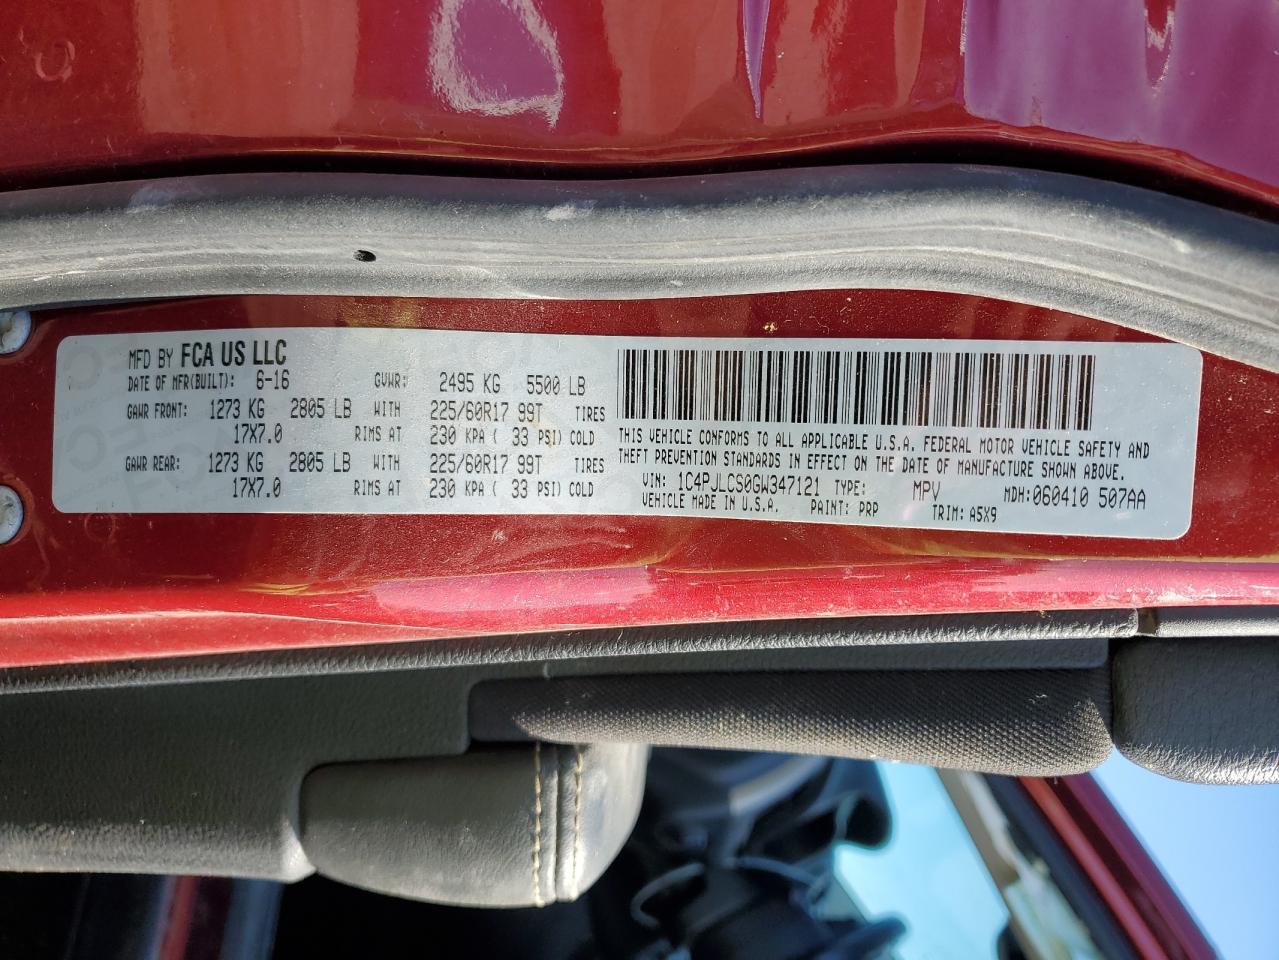 MFD BY FCA US LLC
DATE OF MFR(BUILT): 6-16 GVWR: 2495 KG 5500 LB
GAWR FRONT: 1273 KG 2805 LB WITH 225/60R17 99T TIRES
17X7.0 RIMS AT 230 KPA ( 33 PSI) COLD
GAWR REAR: 1273 KG 2805 LB WITH 225/60R17 99T TIRES
17X7.0 RIMS AT 230 KPA ( 33 PSI) COLD
THIS VEHICLE CONFORMS TO ALL APPLICABLE U.S.A. FEDERAL MOTOR VEHICLE SAFETY AND
THEFT PREVENTION STANDARDS IN EFFECT ON THE DATE OF MANUFACTURE SHOWN ABOVE.
VIN: 1C4PJLCS0GW347121 TYPE: MPV MDH:060410 507AA
VEHICLE MADE IN U.S.A. PAINT: PRP TRIM: A5X9